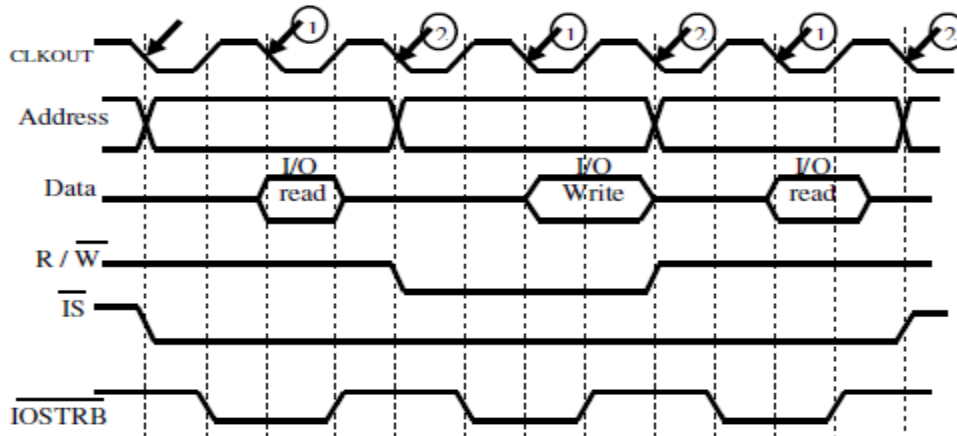 CLKOUT 1 2 1 2 1 2
Address
I/O I/O I/O
Data read Write read
R / W
IS
IOSTRB